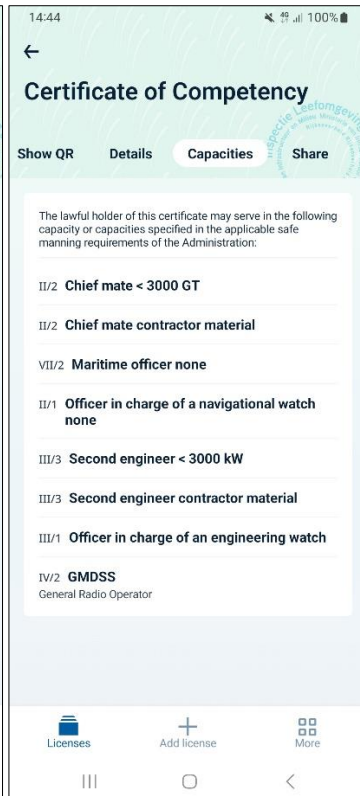 14:44
4G 100%
Certificate of Competency
Show QR Details Capacities Share
The lawful holder of this certificate may serve in the following
capacity or capacities specified in the applicable safe
manning requirements of the Administration:
II/2 Chief mate < 3000 GT
II/2 Chief mate contractor material
VII/2 Maritime officer none
II/1 Officer in charge of a navigational watch
none
III/3 Second engineer < 3000 kW
III/3 Second engineer contractor material
III/1 Officer in charge of an engineering watch
IV/2 GMDSS
General Radio Operator
Licenses Add license More